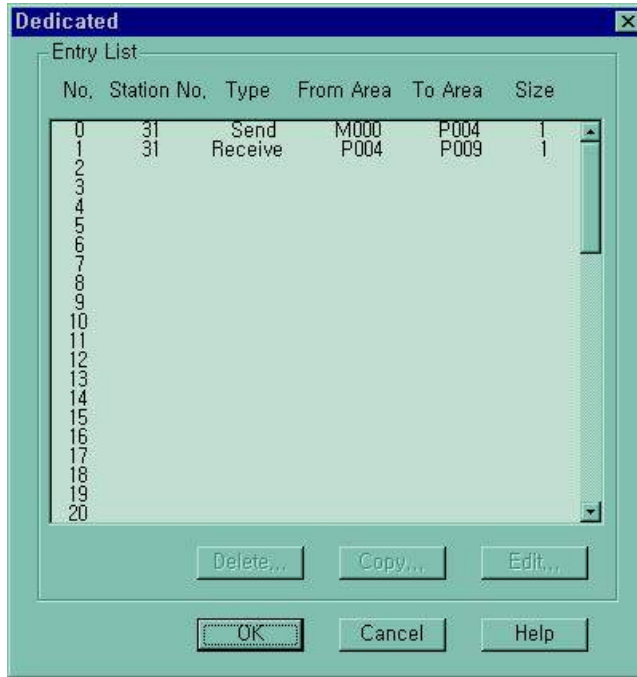 Dedicated
Entry List
No, Station No, Type From Area To Area Size
0 31 Send M000 P004 1
1 31 Receive P004 P009 1
2
3
4
5
6
7
8
9
10
11
12
13
14
15
16
17
18
19
20
Delete,,, Copy,,, Edit,,,
OK Cancel Help